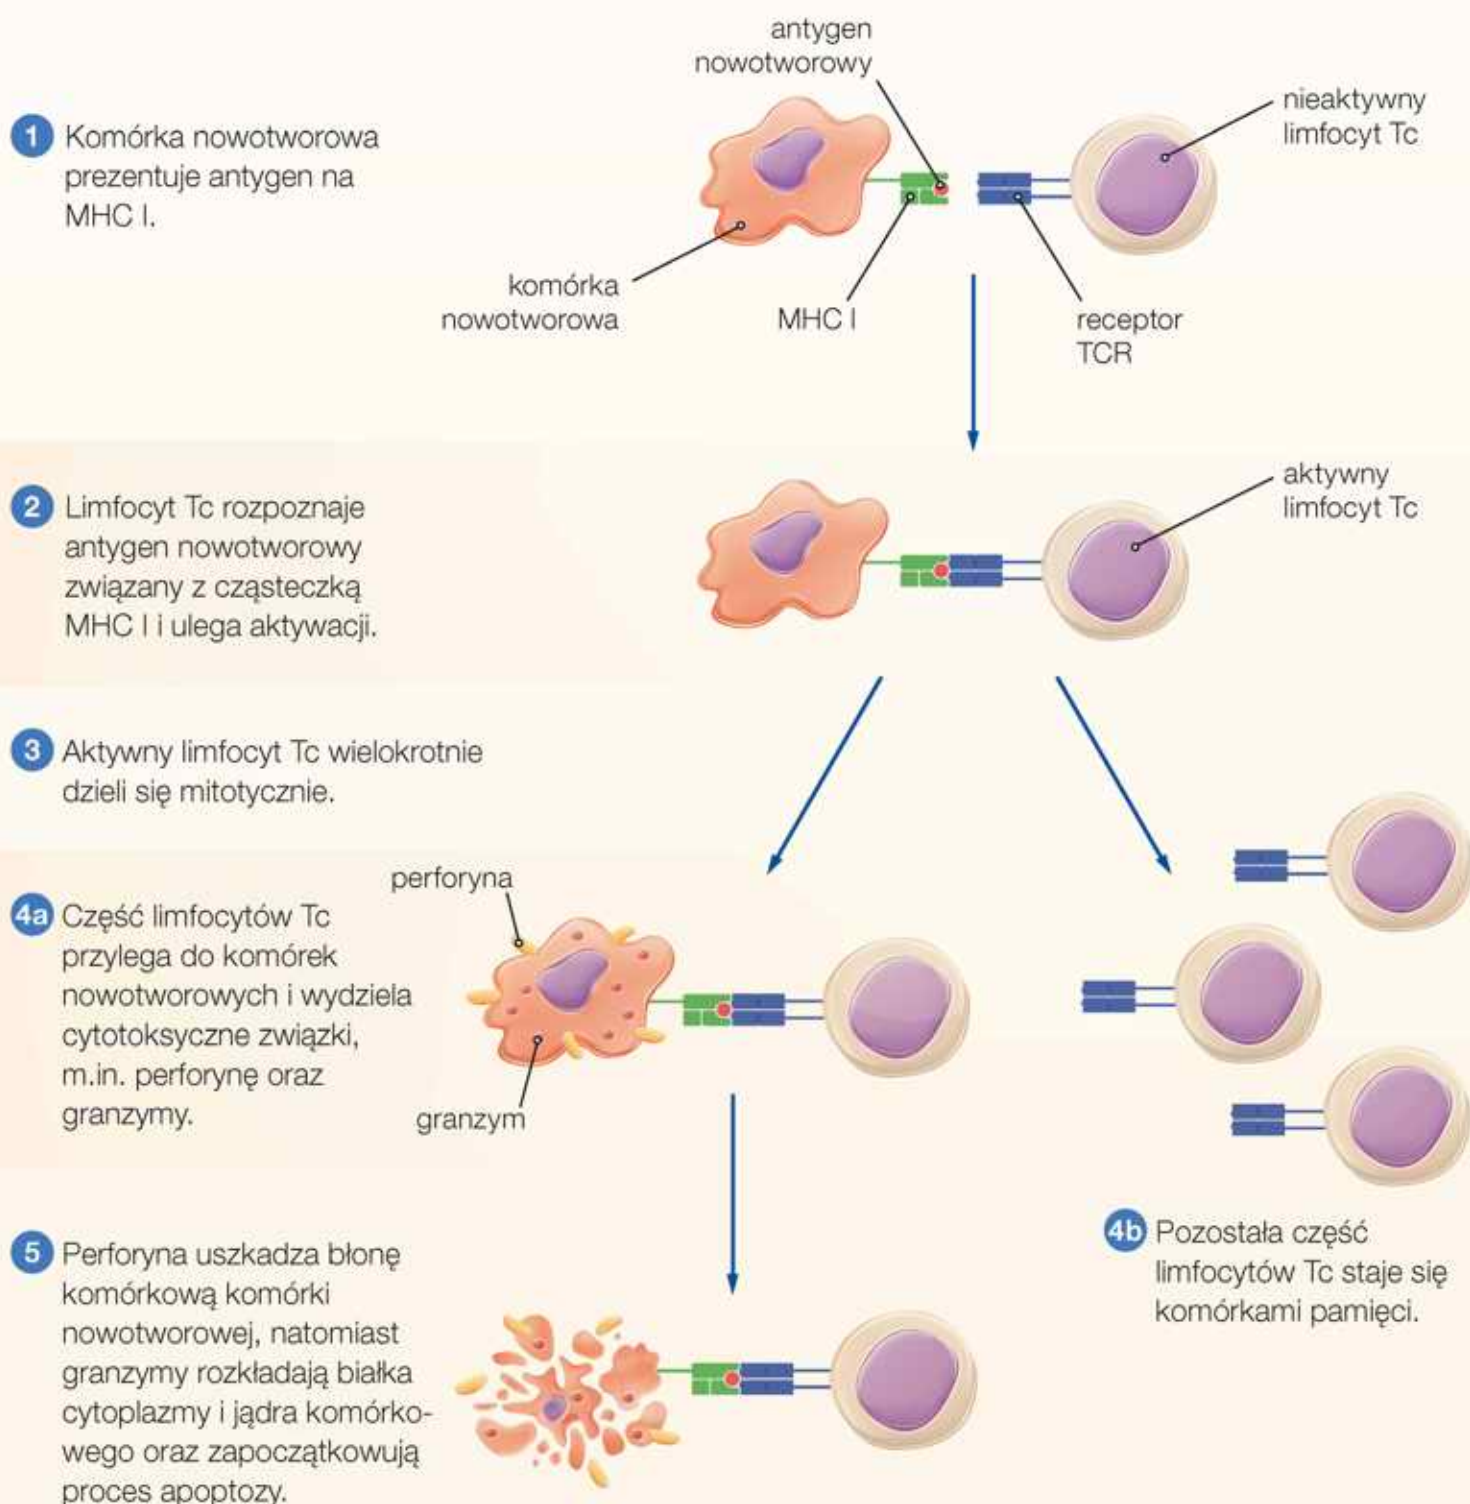 antygen
nowotworowy
nieaktywny
limfocyt Tc
1 Komórka nowotworowa
prezentuje antygen na
MHC I.
komórka
nowotworowa
MHC I
receptor
TCR
aktywny
limfocyt Tc
2 Limfocyt Tc rozpoznaje
antygen nowotworowy
związany z cząsteczką
MHC I i ulega aktywacji.
3 Aktywny limfocyt Tc wielokrotnie
dzieli się mitotycznie.
perforyna
4a Część limfocytów Tc
przylega do komórek
nowotworowych i wydziela
cytotoksyczne związki,
m.in. perforynę oraz
granzymy.
granzym
4b Pozostała część
limfocytów Tc staje się
komórkami pamięci.
5 Perforyna uszkadza błonę
komórkową komórki
nowotworowej, natomiast
granzymy rozkładają białka
cytoplazmy i jądra komórko-
wego oraz zapoczątkowują
proces apoptozy.